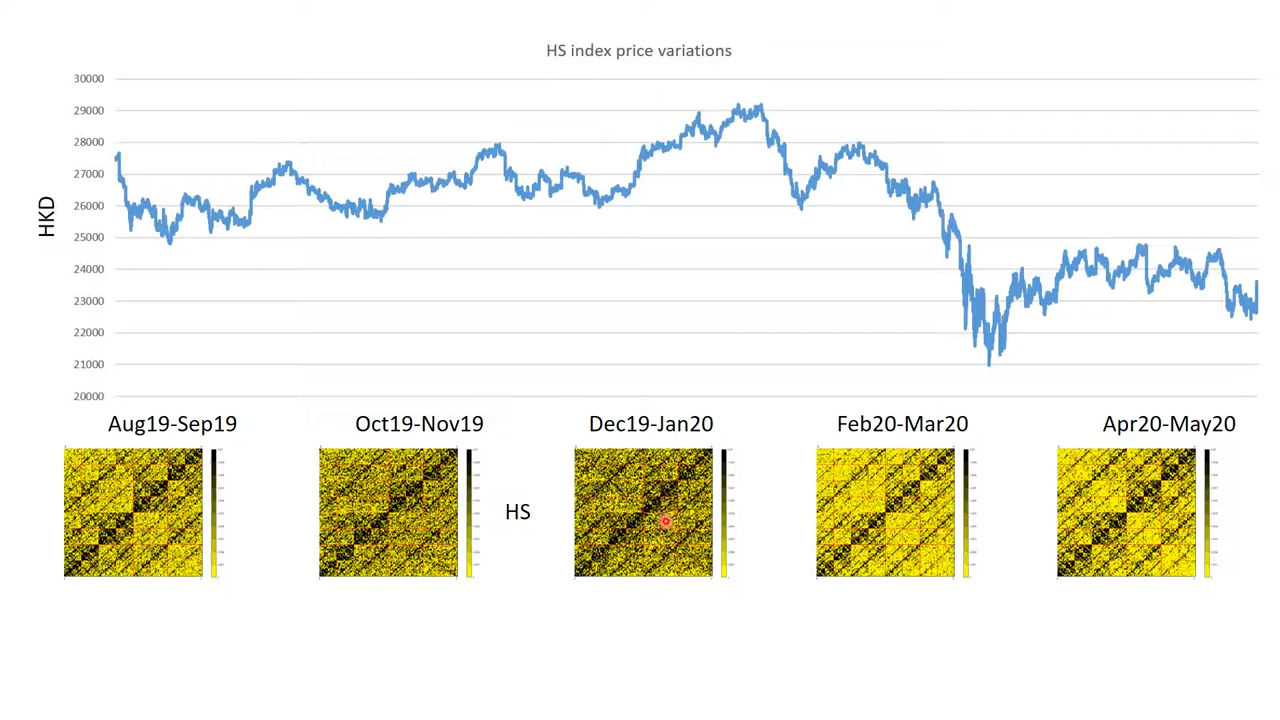 HS index price variations
30000
29000
28000
27000
26000
25000
24000
23000
22000
21000
20000
HKD
Aug19-Sep19 Oct19-Nov19 Dec19-Jan20 Feb20-Mar20 Apr20-May20
HS